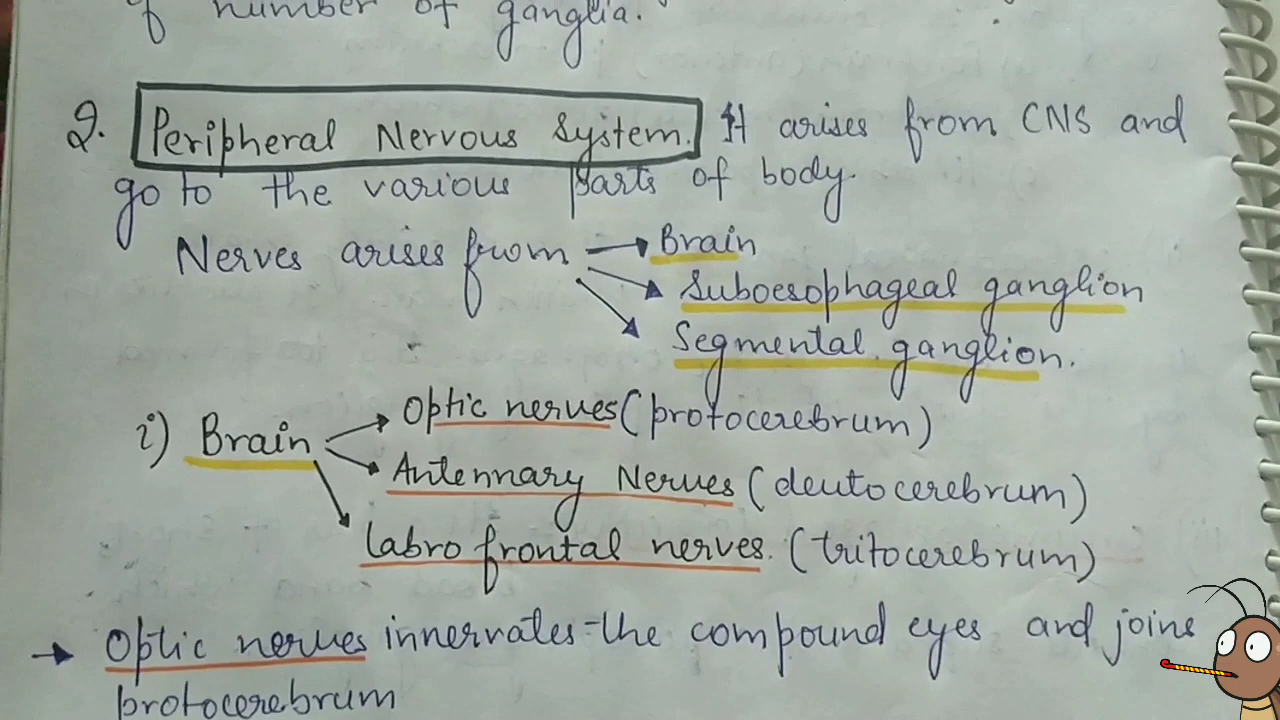 of number of ganglia.
2. Peripheral Nervous System. It arises from CNS and
go to the various parts of body.
Nerves arises from → Brain
Suboesophageal ganglion
Segmental ganglion.
i) Brain → Optic nerves (protocerebrum)
Antennary Nerves (deutocerebrum)
labro frontal nerves. (tritocerebrum)
→ Optic nerves innervates the compound eyes and joins
protocerebrum